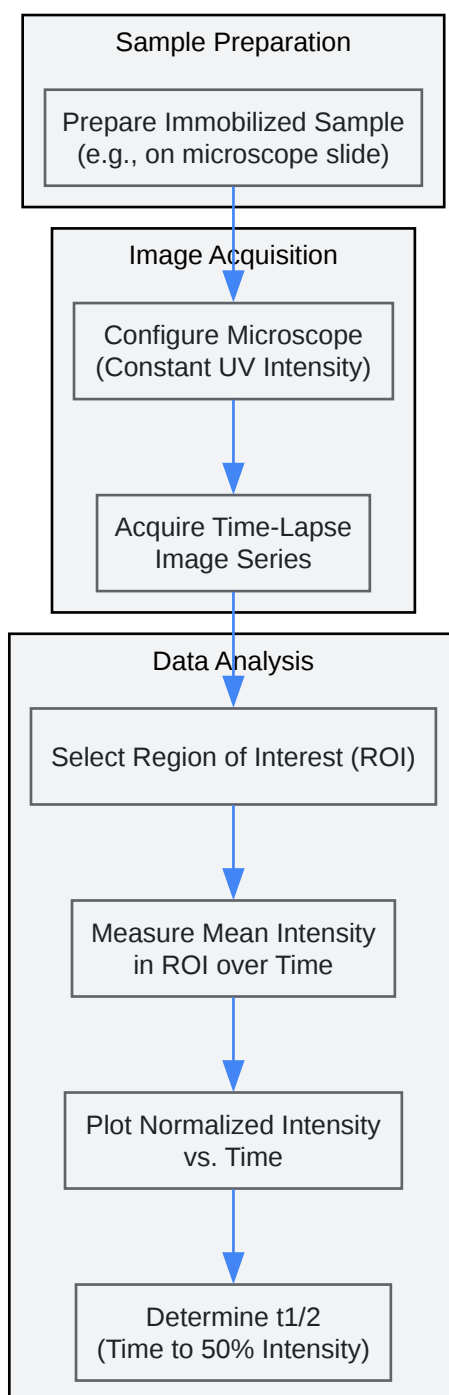 Sample Preparation
Prepare Immobilized Sample
(e.g., on microscope slide)
Image Acquisition
Configure Microscope
(Constant UV Intensity)
Acquire Time-Lapse
Image Series
Data Analysis
Select Region of Interest (ROI)
Measure Mean Intensity
in ROI over Time
Plot Normalized Intensity
vs. Time
Determine t1/2
(Time to 50% Intensity)